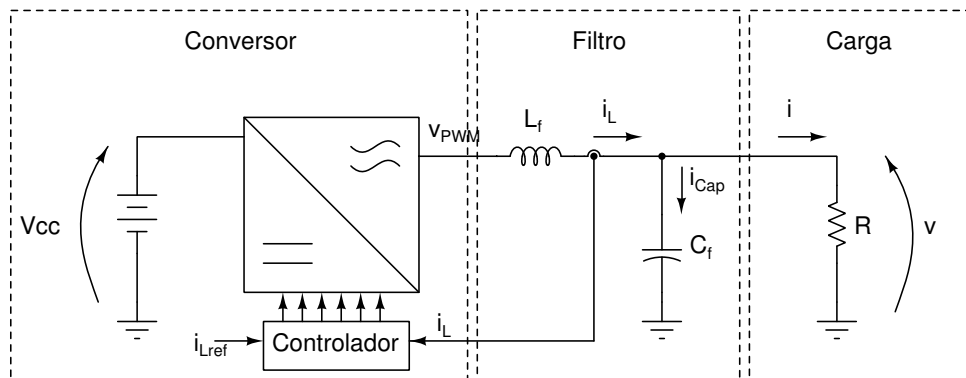 Conversor
Filtro
Carga
v_PWM
L_f
i_L
i
i_Cap
Vcc
C_f
R
v
i_Lref
Controlador
i_L